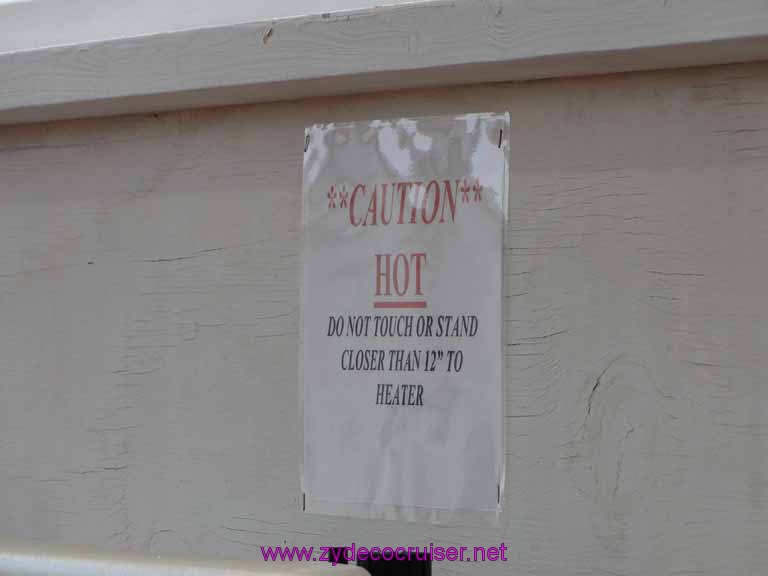 **CAUTION**
HOT
DO NOT TOUCH OR STAND
CLOSER THAN 12” TO
HEATER
www.zydecocruiser.net